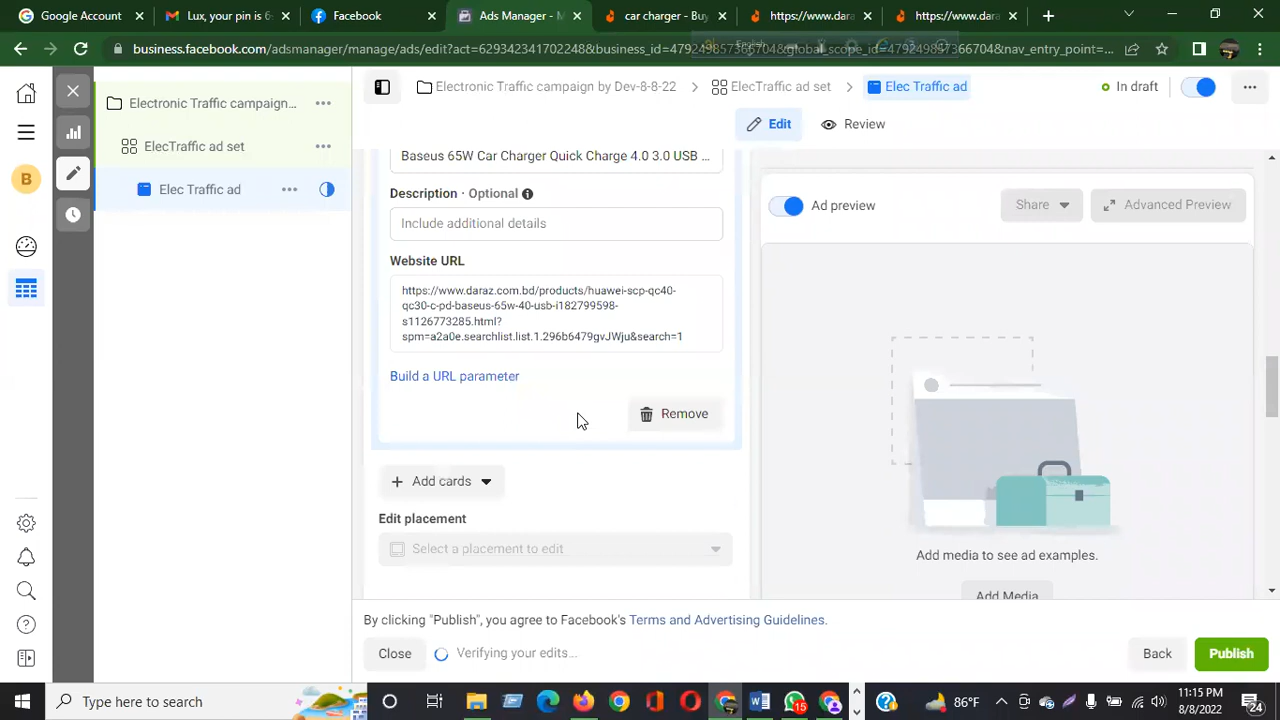 Google Account
Lux, your pin is 6
Facebook
Ads Manager - M
car charger - Buy
https://www.dara
https://www.dara
business.facebook.com/adsmanager/manage/ads/edit?act=629342341702248&business_id=479249857366704&global_scope_id=479249857366704&nav_entry_point=...
Electronic Traffic campaign...
ElecTraffic ad set
Elec Traffic ad
B
Electronic Traffic campaign by Dev-8-8-22
ElecTraffic ad set
Elec Traffic ad
In draft
Edit
Review
Baseus 65W Car Charger Quick Charge 4.0 3.0 USB ...
Description · Optional
Include additional details
Website URL
https://www.daraz.com.bd/products/huawei-scp-qc40-
qc30-c-pd-baseus-65w-40-usb-i182799598-
s1126773285.html?
spm=a2a0e.searchlist.list.1.296b6479gvJWju&search=1
Build a URL parameter
Remove
Add cards
Edit placement
Select a placement to edit
Ad preview
Share
Advanced Preview
Add media to see ad examples.
Add Media
By clicking "Publish", you agree to Facebook's Terms and Advertising Guidelines.
Close
Verifying your edits...
Back
Publish
Type here to search
15
86°F
11:15 PM
8/8/2022
24